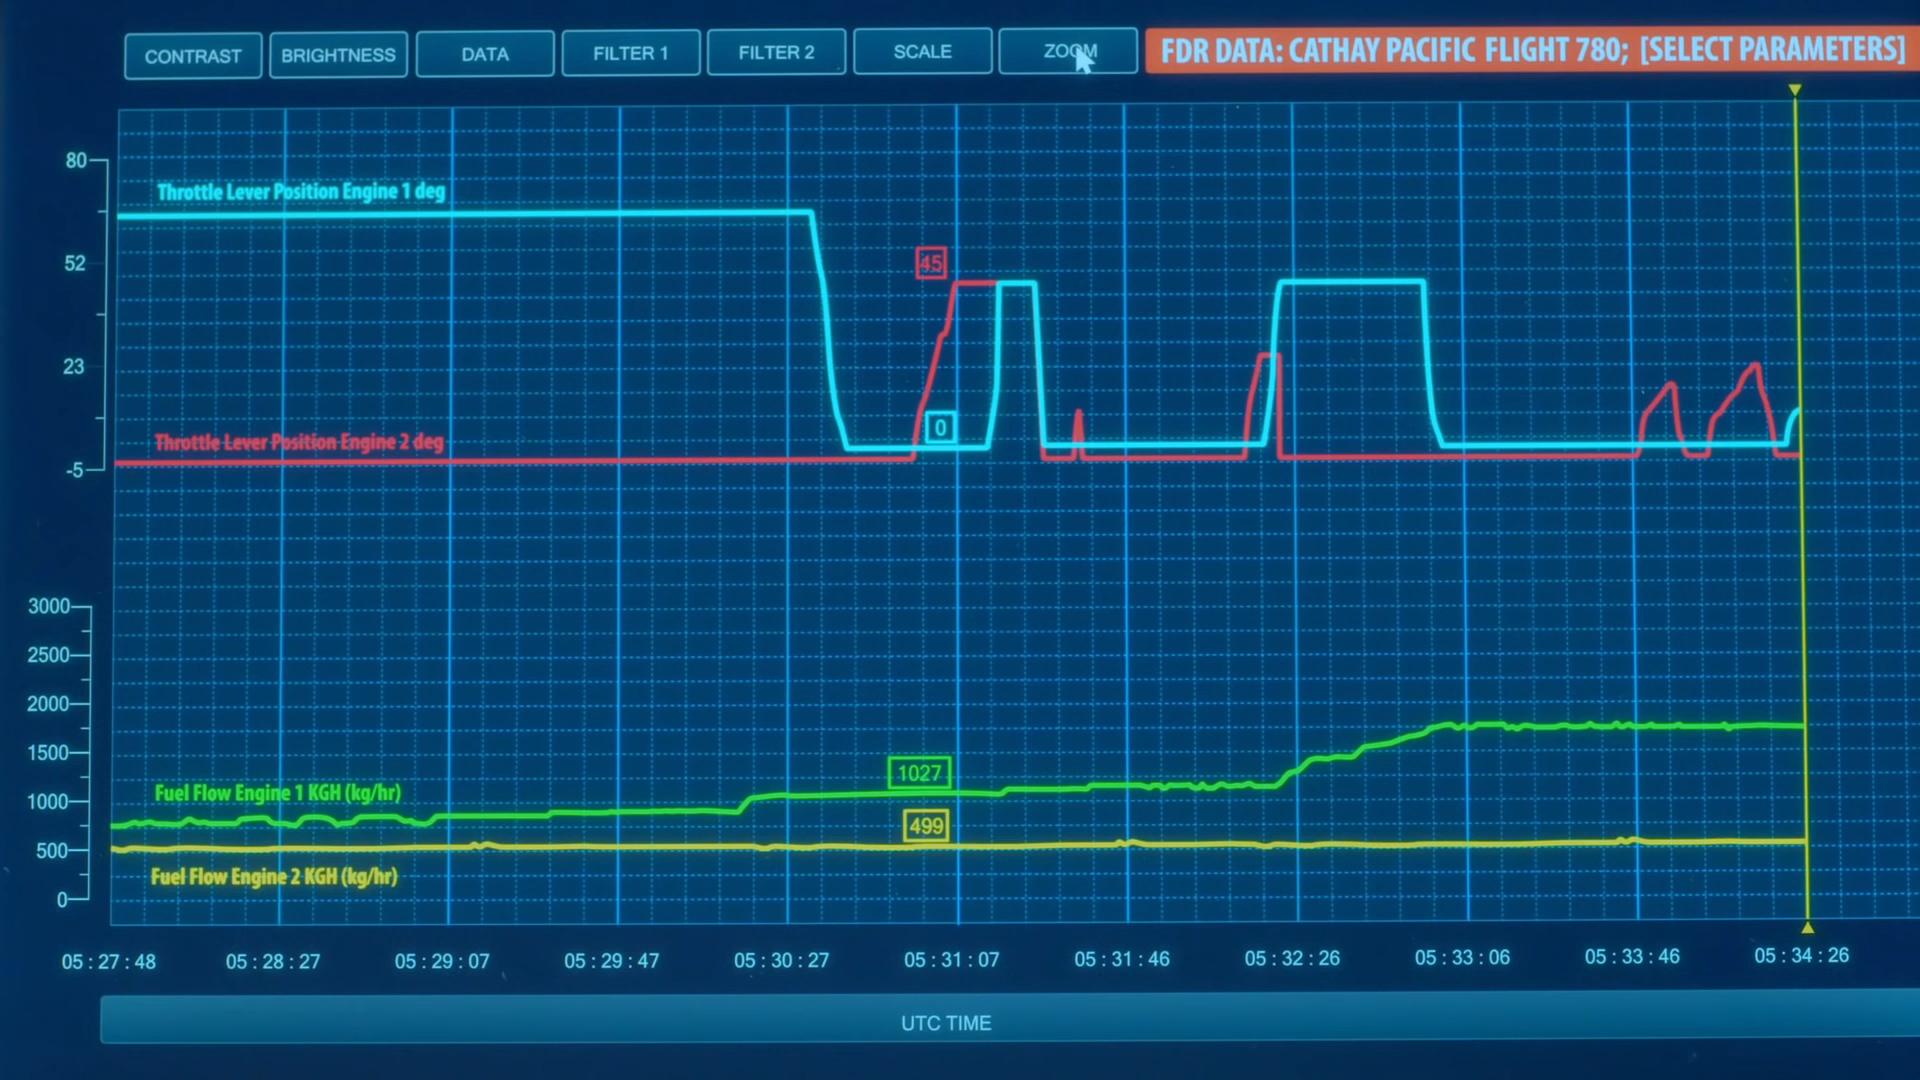 CONTRAST BRIGHTNESS DATA FILTER 1 FILTER 2 SCALE ZOOM FDR DATA: CATHAY PACIFIC FLIGHT 780; [SELECT PARAMETERS]
80
Throttle Lever Position Engine 1 deg
52
45
23
0
Throttle Lever Position Engine 2 deg
-5
3000
2500
2000
1500
1027
Fuel Flow Engine 1 KGH (kg/hr)
1000
499
500
Fuel Flow Engine 2 KGH (kg/hr)
0
05 : 27 : 48 05 : 28 : 27 05 : 29 : 07 05 : 29 : 47 05 : 30 : 27 05 : 31 : 07 05 : 31 : 46 05 : 32 : 26 05 : 33 : 06 05 : 33 : 46 05 : 34 : 26
UTC TIME